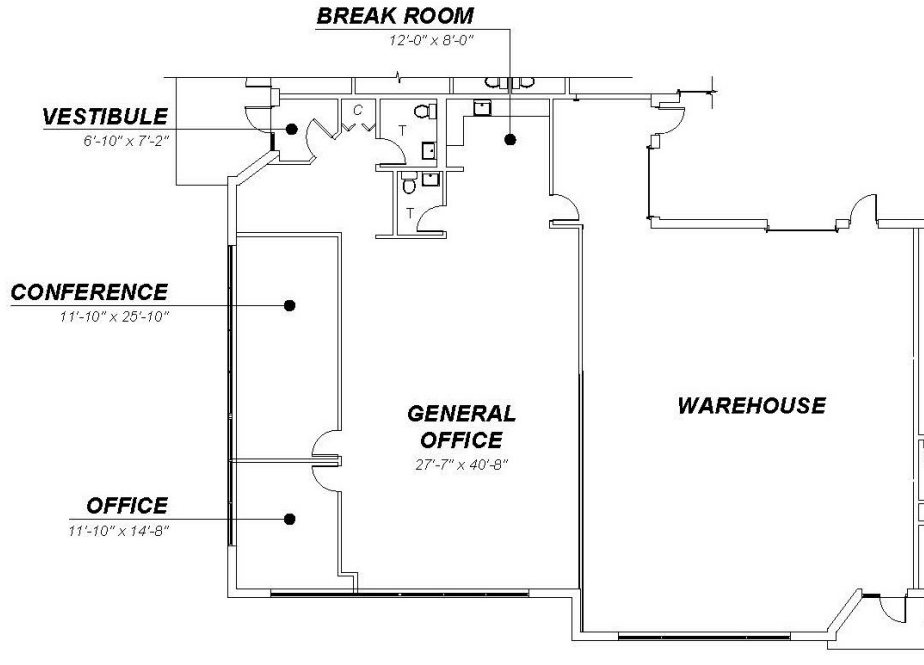 BREAK ROOM
12'-0" x 8'-0"
VESTIBULE
6'-10" x 7'-2"
C
T
T
CONFERENCE
11'-10" x 25'-10"
GENERAL
OFFICE
27'-7" x 40'-8"
WAREHOUSE
OFFICE
11'-10" x 14'-8"